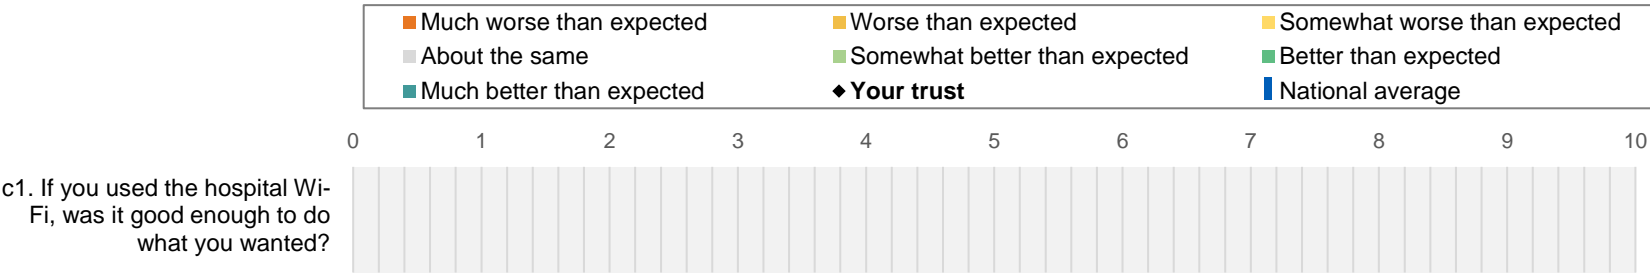 Much worse than expected
Worse than expected
Somewhat worse than expected
About the same
Somewhat better than expected
Better than expected
Much better than expected
Your trust
National average
0 1 2 3 4 5 6 7 8 9 10
c1. If you used the hospital Wi-
Fi, was it good enough to do
what you wanted?